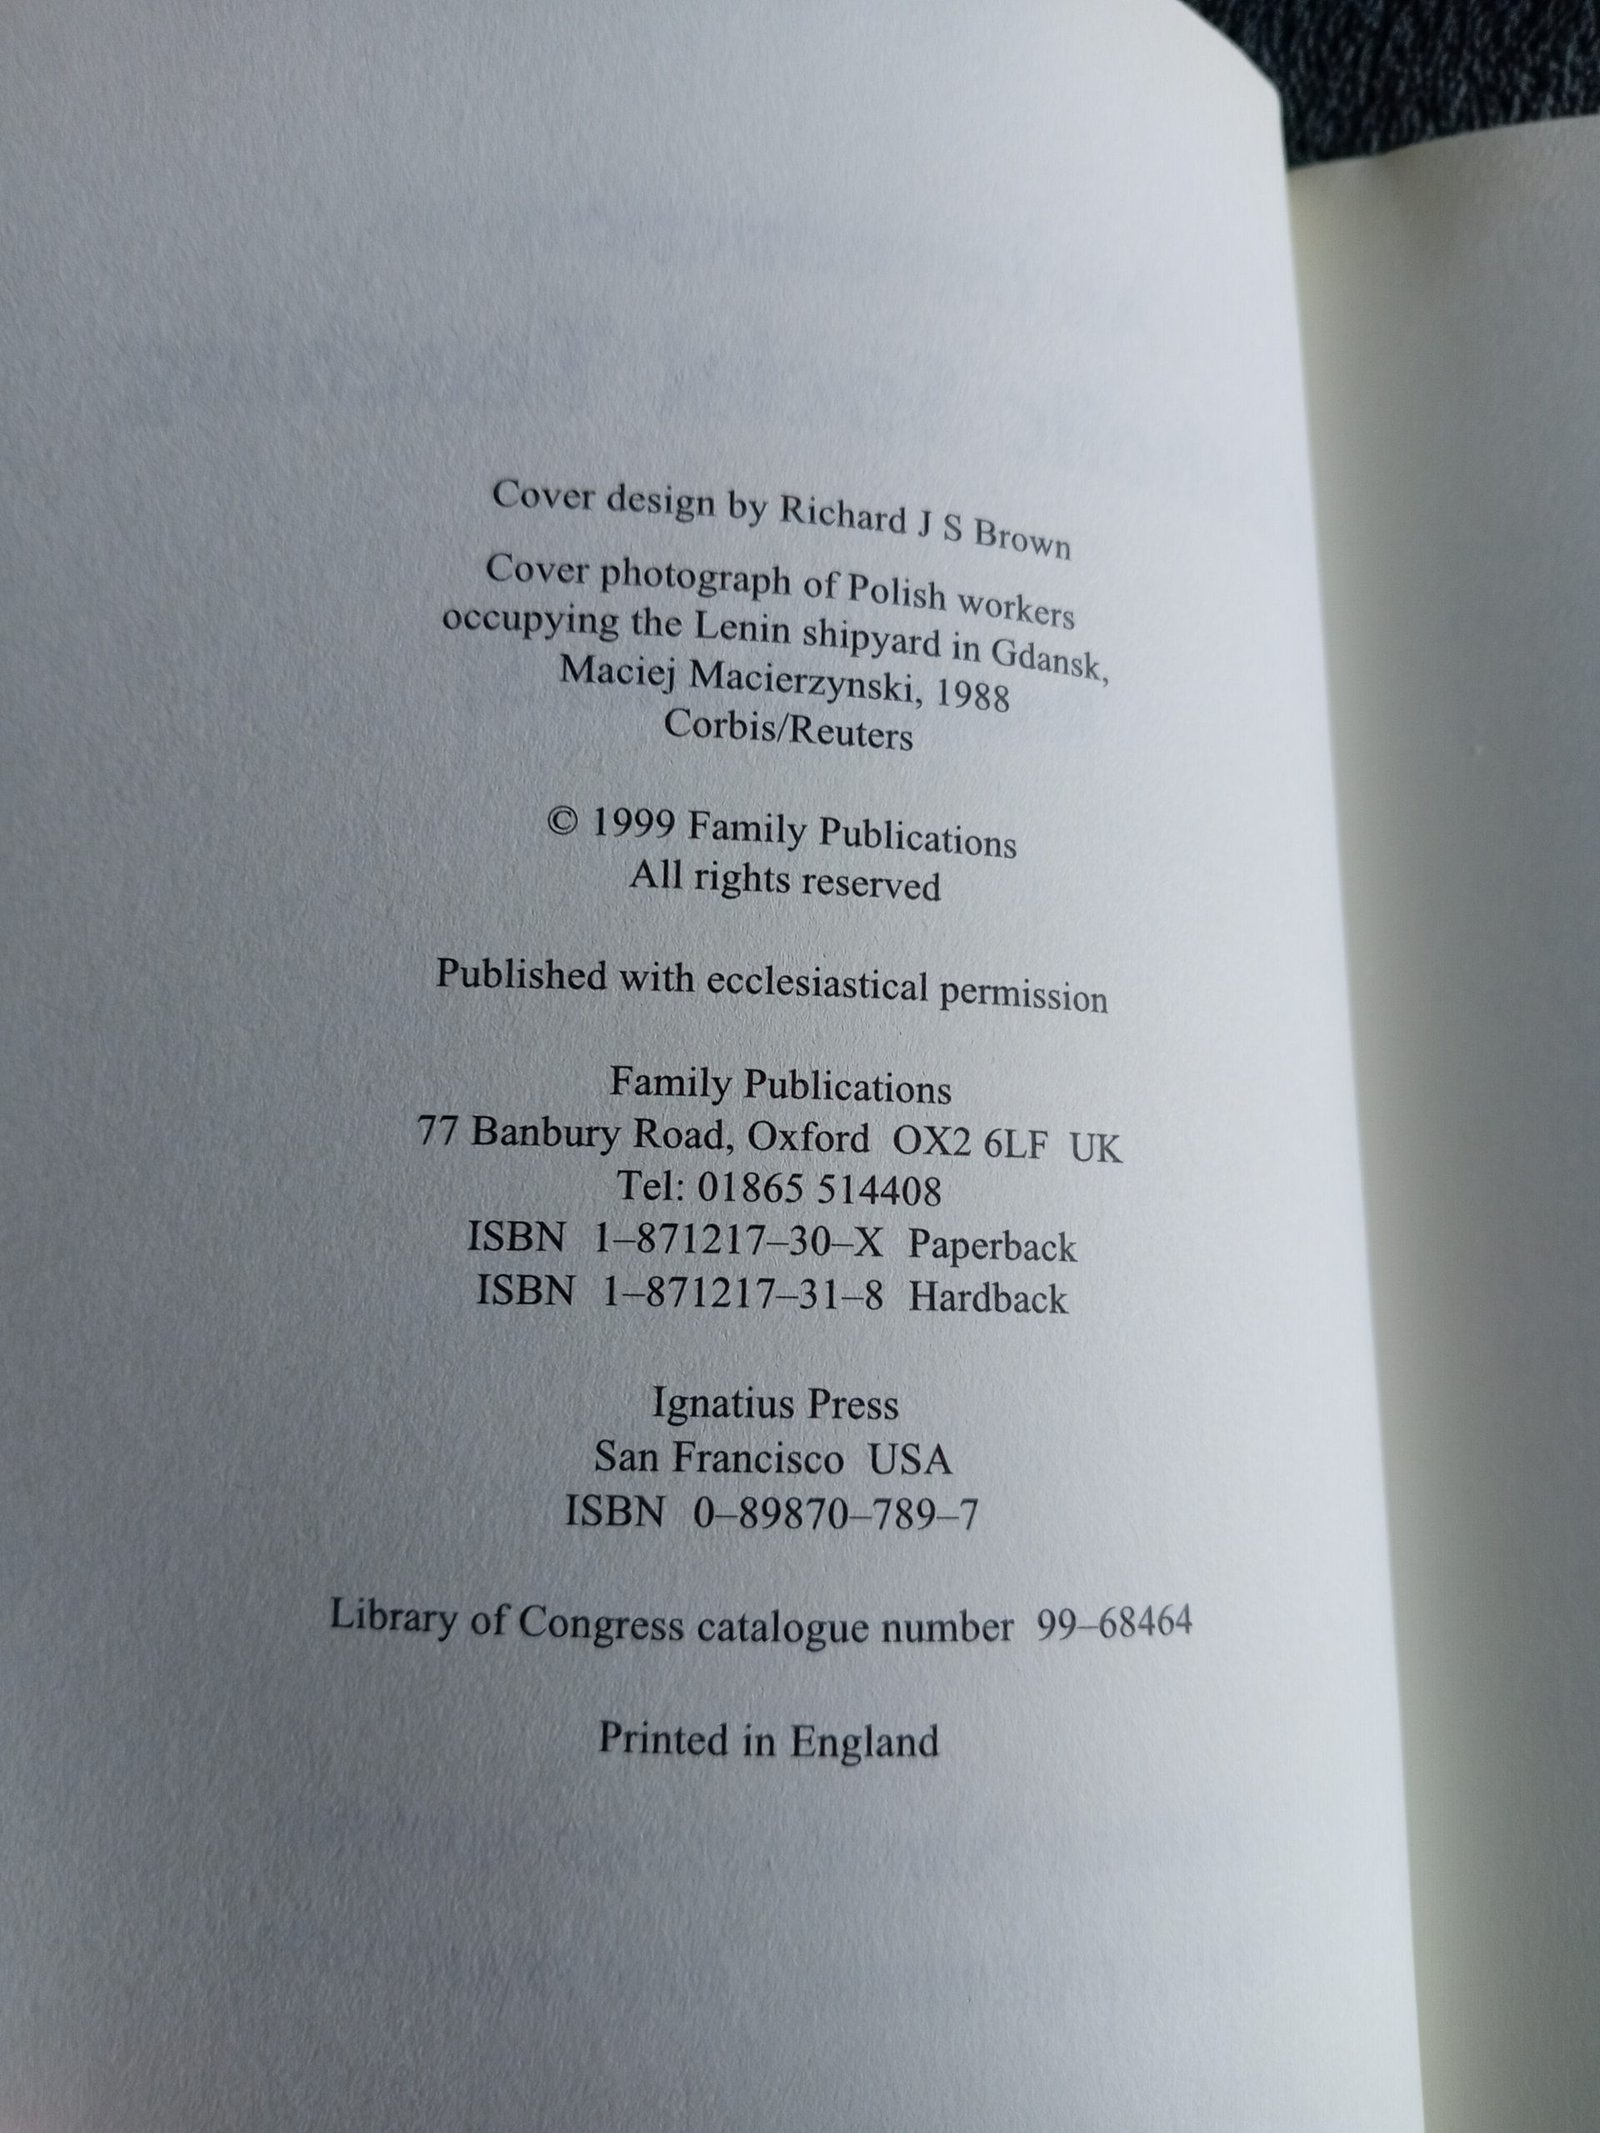 Cover design by Richard J S Brown
Cover photograph of Polish workers
occupying the Lenin shipyard in Gdansk,
Maciej Macierzynski, 1988
Corbis/Reuters
© 1999 Family Publications
All rights reserved
Published with ecclesiastical permission
Family Publications
77 Banbury Road, Oxford OX2 6LF UK
Tel: 01865 514408
ISBN 1–871217–30–X Paperback
ISBN 1–871217–31–8 Hardback
Ignatius Press
San Francisco USA
ISBN 0–89870–789–7
Library of Congress catalogue number 99–68464
Printed in England